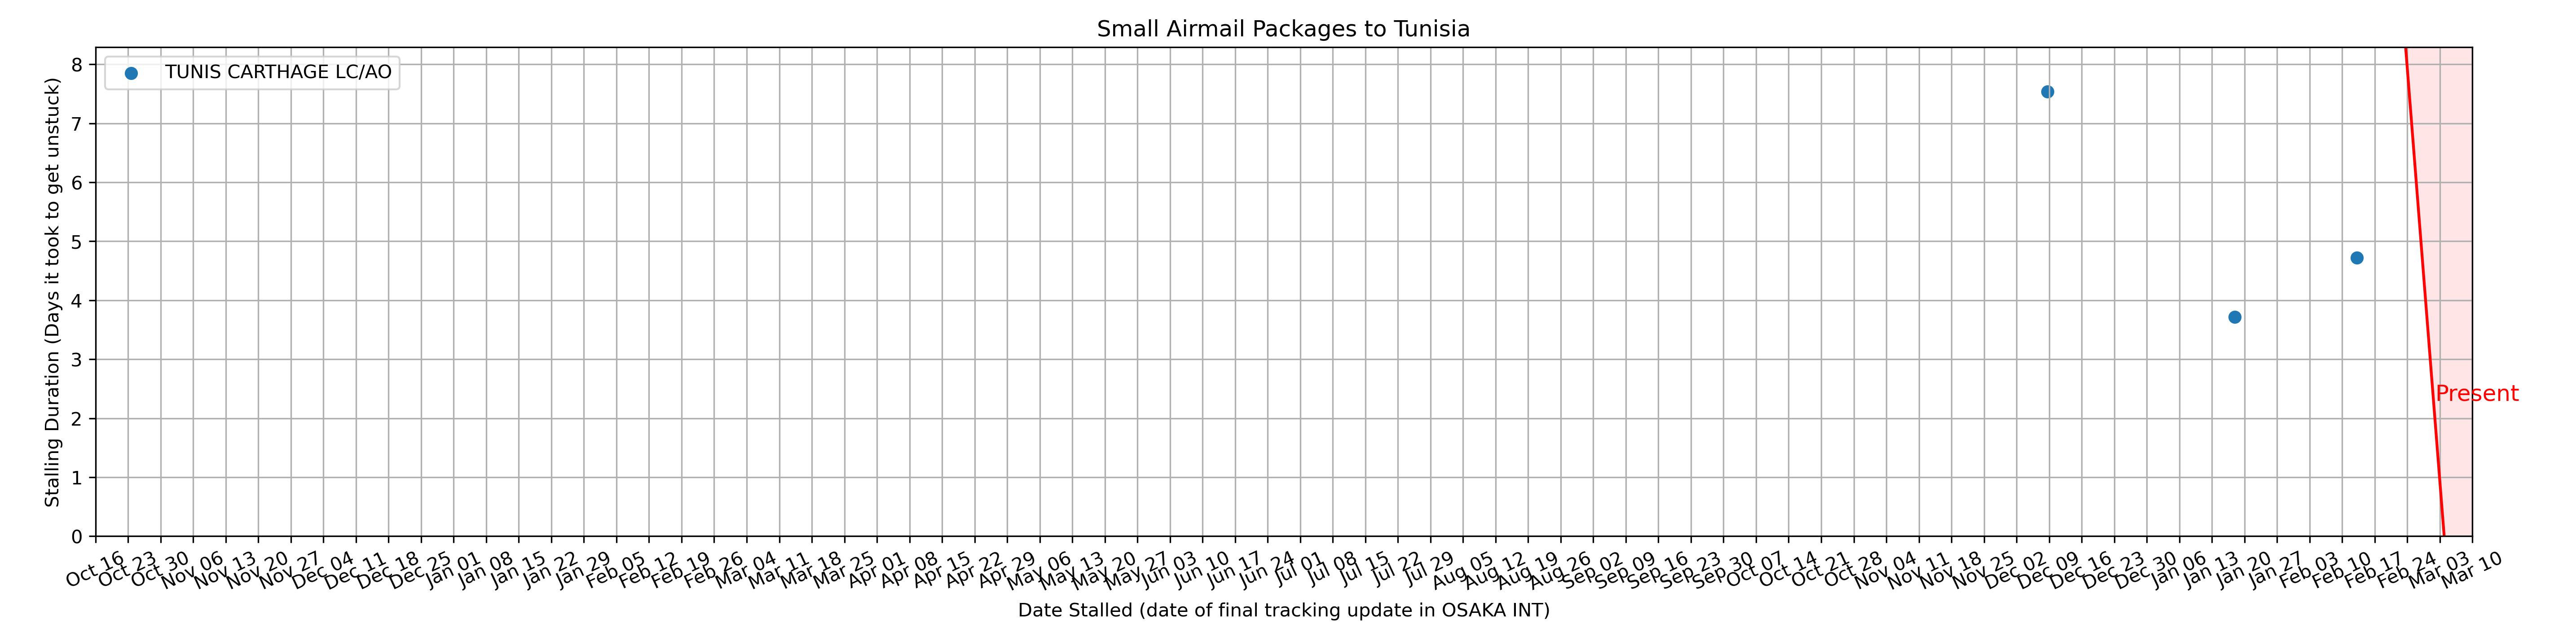 Small Airmail Packages to Tunisia
TUNIS CARTHAGE LC/AO
Stalling Duration (Days it took to get unstuck)
8
7
6
5
4
3
2
1
0
Present
Oct 16
Oct 23
Oct 30
Nov 06
Nov 13
Nov 20
Nov 27
Dec 04
Dec 11
Dec 18
Dec 25
Jan 01
Jan 08
Jan 15
Jan 22
Jan 29
Feb 05
Feb 12
Feb 19
Feb 26
Mar 04
Mar 11
Mar 18
Mar 25
Apr 01
Apr 08
Apr 15
Apr 22
Apr 29
May 06
May 13
May 20
May 27
Jun 03
Jun 10
Jun 17
Jun 24
Jul 01
Jul 08
Jul 15
Jul 22
Jul 29
Aug 05
Aug 12
Aug 19
Aug 26
Sep 02
Sep 09
Sep 16
Sep 23
Sep 30
Oct 07
Oct 14
Oct 21
Oct 28
Nov 04
Nov 11
Nov 18
Nov 25
Dec 02
Dec 09
Dec 16
Dec 23
Dec 30
Jan 06
Jan 13
Jan 20
Jan 27
Feb 03
Feb 10
Feb 17
Feb 24
Mar 03
Mar 10
Date Stalled (date of final tracking update in OSAKA INT)